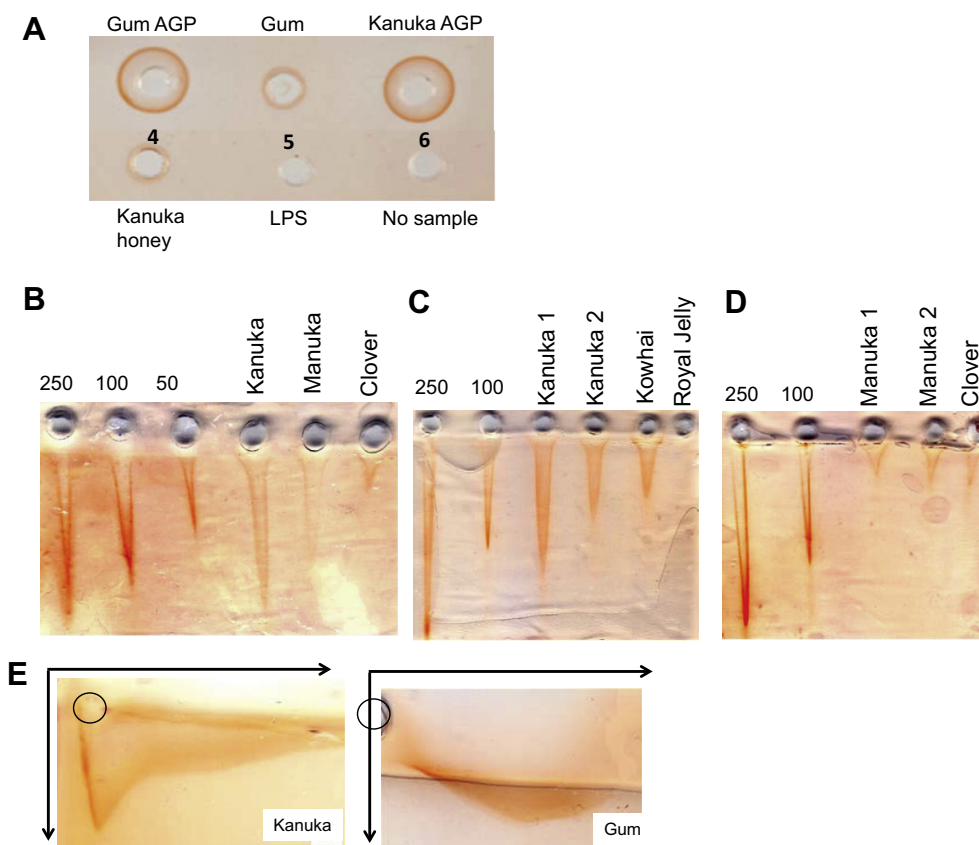 A
Gum AGP Gum Kanuka AGP
4 5 6
Kanuka honey LPS No sample
B
250 100 50 Kanuka Manuka Clover
C
250 100 Kanuka 1 Kanuka 2 Kowhai Royal Jelly
D
250 100 Manuka 1 Manuka 2 Clover
E
Kanuka
Gum